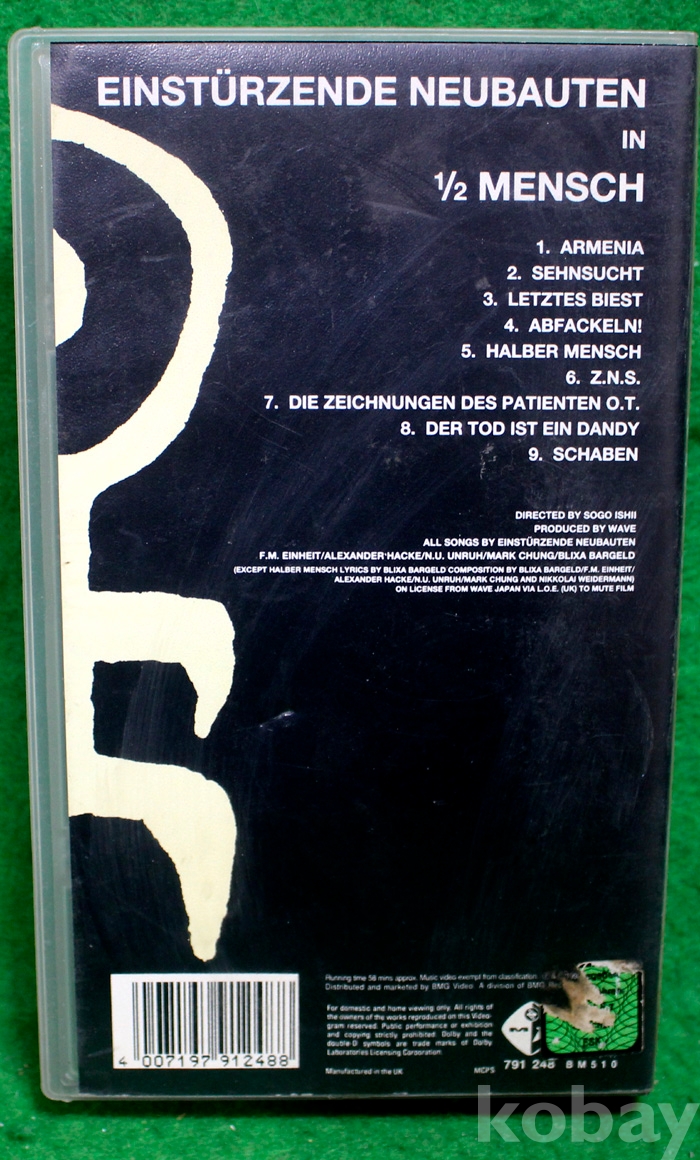 EINSTÜRZENDE NEUBAUTEN
IN
½ MENSCH
1. ARMENIA
2. SEHNSUCHT
3. LETZTES BIEST
4. ABFACKELN!
5. HALBER MENSCH
6. Z.N.S.
7. DIE ZEICHNUNGEN DES PATIENTEN O.T.
8. DER TOD IST EIN DANDY
9. SCHABEN
DIRECTED BY SOGO ISHII
PRODUCED BY WAVE
ALL SONGS BY EINSTÜRZENDE NEUBAUTEN
F.M. EINHEIT/ALEXANDER HACKE/N.U. UNRUH/MARK CHUNG/BLIXA BARGELD
(EXCEPT HALBER MENSCH LYRICS BY BLIXA BARGELD COMPOSITION BY BLIXA BARGELD/F.M. EINHEIT/
ALEXANDER HACKE/N.U. UNRUH/MARK CHUNG AND NIKKOLAI WEIDERMANN)
ON LICENSE FROM WAVE JAPAN VIA L.O.E. (UK) TO MUTE FILM
Running time 58 mins approx. Music video exempt from classification.
Distributed and marketed by BMG Video. A division of BMG
For domestic and home viewing only. All rights of
the owners of the works reproduced on this Video-
gram reserved. Public performance or exhibition
and copying strictly prohibited. Dolby and the
double-D symbols are trade marks of Dolby
Laboratories Licensing Corporation.
Manufactured in the UK
MCPS
791 248 BM510
4 007197 912488
kobay